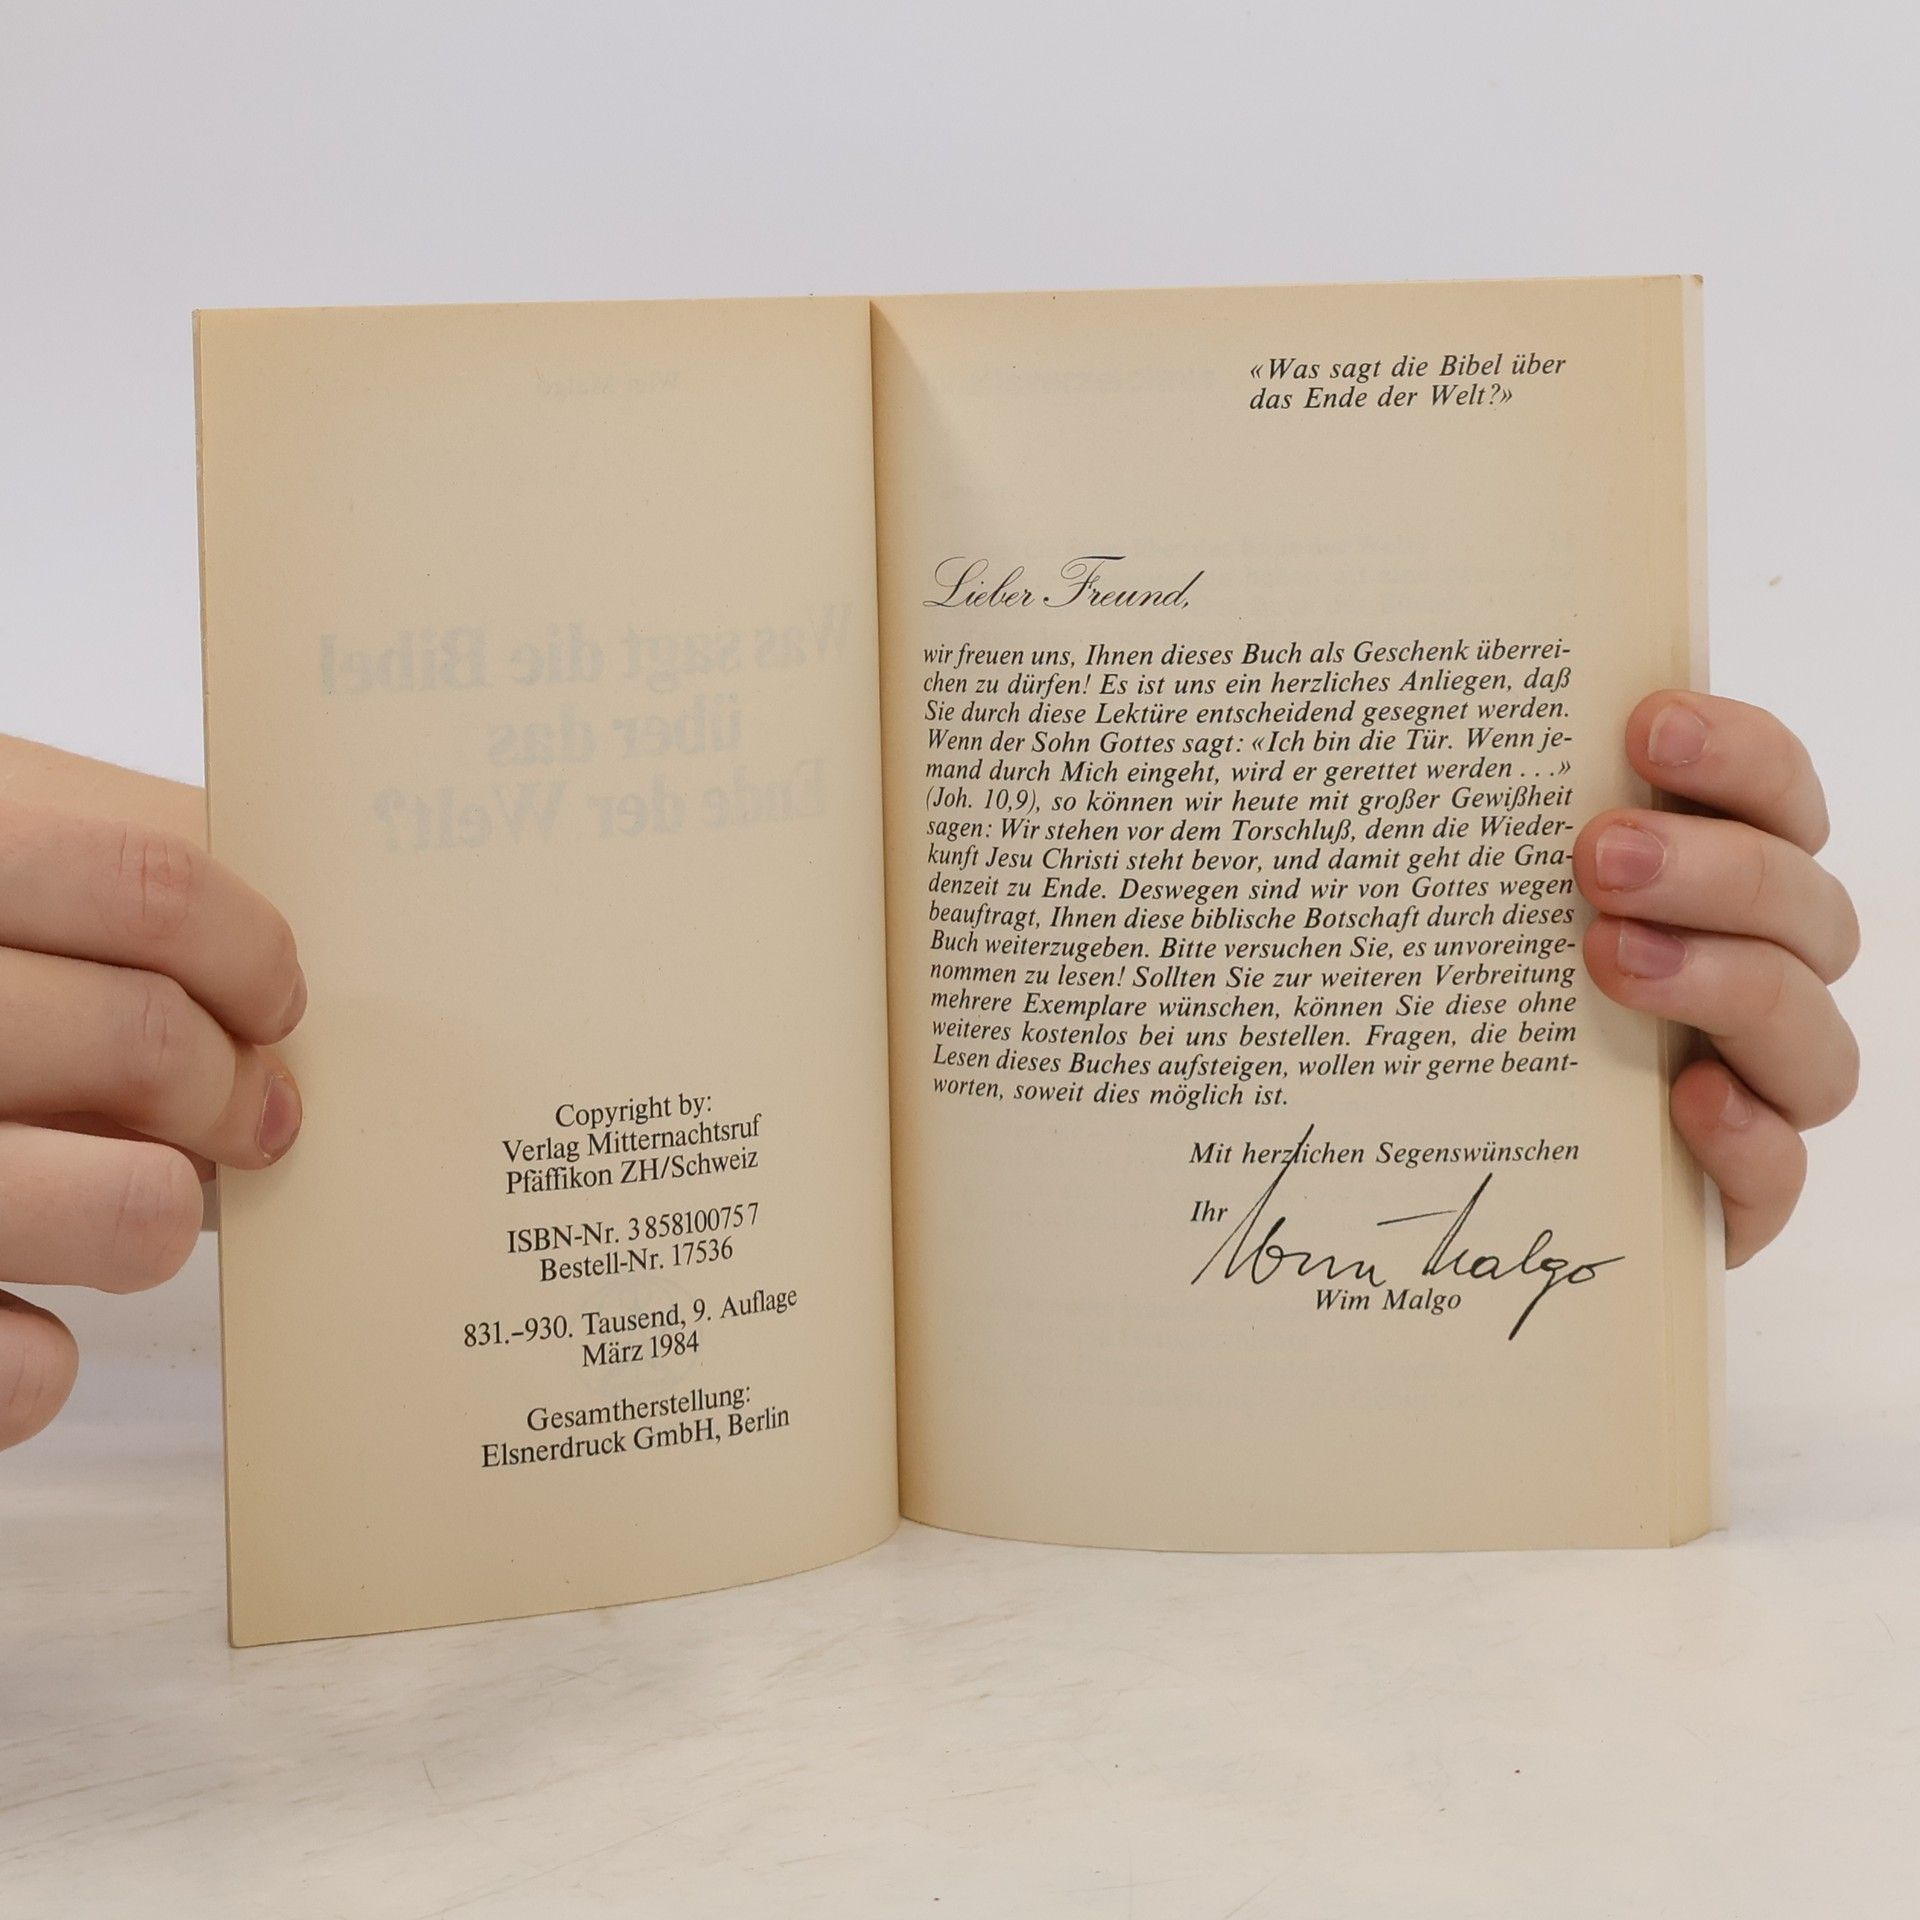 Copyright by:
Verlag Mitternachtsruf
Pfäffikon ZH/Schweiz
ISBN-Nr. 3858100757
Bestell-Nr. 17536
831.–930. Tausend, 9. Auflage
März 1984
Gesamtherstellung:
Elsnerdruck GmbH, Berlin
«Was sagt die Bibel über
das Ende der Welt?»
Lieber Freund,
wir freuen uns, Ihnen dieses Buch als Geschenk überrei-
chen zu dürfen! Es ist uns ein herzliches Anliegen, daß
Sie durch diese Lektüre entscheidend gesegnet werden.
Wenn der Sohn Gottes sagt: «Ich bin die Tür. Wenn je-
mand durch Mich eingeht, wird er gerettet werden . . .»
(Joh. 10,9), so können wir heute mit großer Gewißheit
sagen: Wir stehen vor dem Torschluß, denn die Wieder-
kunft Jesu Christi steht bevor, und damit geht die Gna-
denzeit zu Ende. Deswegen sind wir von Gottes wegen
beauftragt, Ihnen diese biblische Botschaft durch dieses
Buch weiterzugeben. Bitte versuchen Sie, es unvoreinge-
nommen zu lesen! Sollten Sie zur weiteren Verbreitung
mehrere Exemplare wünschen, können Sie diese ohne
weiteres kostenlos bei uns bestellen. Fragen, die beim
Lesen dieses Buches aufsteigen, wollen wir gerne beant-
worten, soweit dies möglich ist.
Mit herzlichen Segenswünschen
Ihr
Wim Malgo
Wim Malgo